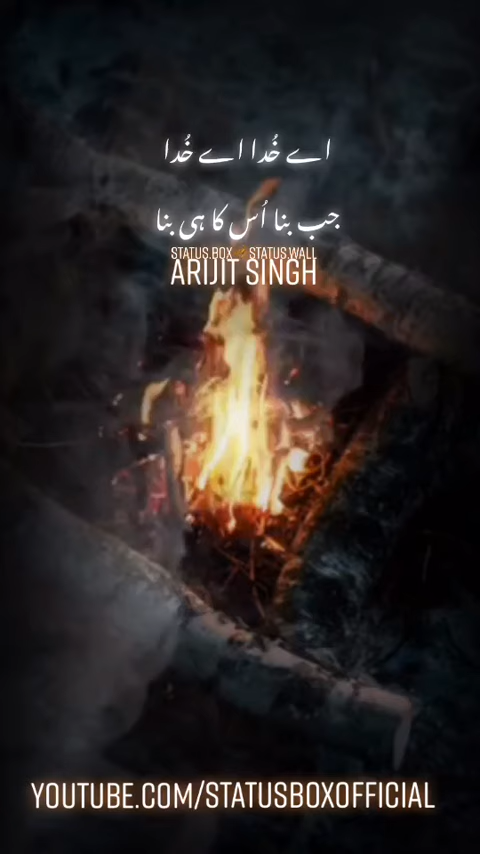 اے خُدا اے خُدا
جب بنا اُس کا ہی بنا
STATUS.BOX STATUS.WALL
ARIJIT SINGH
YOUTUBE.COM/STATUSBOXOFFICIAL